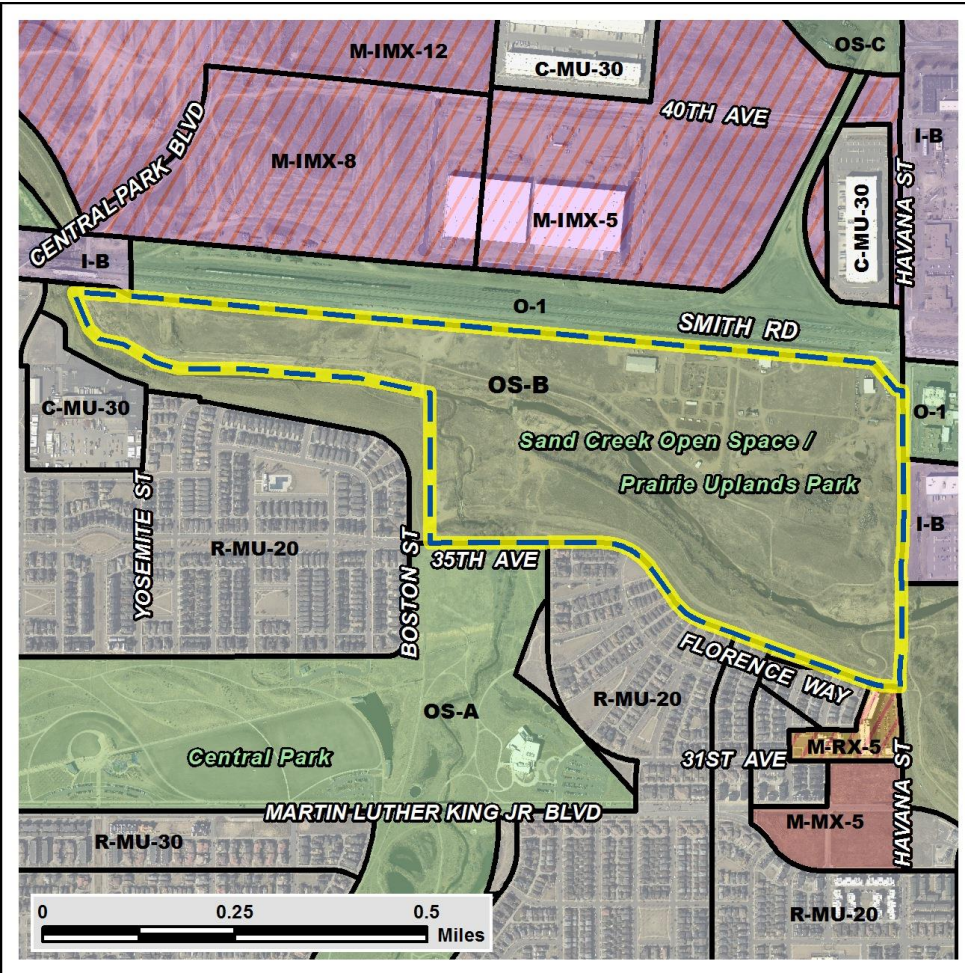 M-IMX-12
C-MU-30
OS-C
40TH AVE
I-B
M-IMX-8
CENTRAL PARK BLVD
M-IMX-5
C-MU-30
HAVANA ST
I-B
O-1
SMITH RD
OS-B
C-MU-30
O-1
Sand Creek Open Space /
Prairie Uplands Park
I-B
YOSEMITE ST
R-MU-20
BOSTON ST
35TH AVE
FLORENCE WAY
R-MU-20
OS-A
Central Park
31ST AVE
M-RX-5
HAVANA ST
MARTIN LUTHER KING JR BLVD
M-MX-5
R-MU-30
R-MU-20
0 0.25 0.5
Miles